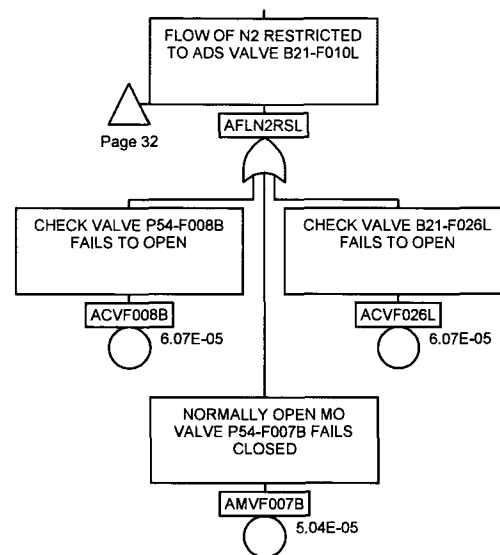 FLOW OF N2 RESTRICTED
TO ADS VALVE B21-F010L
Page 32
AFLN2RSL
CHECK VALVE P54-F008B
FAILS TO OPEN
ACVF008B
6.07E-05
CHECK VALVE B21-F026L
FAILS TO OPEN
ACVF026L
6.07E-05
NORMALLY OPEN MO
VALVE P54-F007B FAILS
CLOSED
AMVF007B
5.04E-05